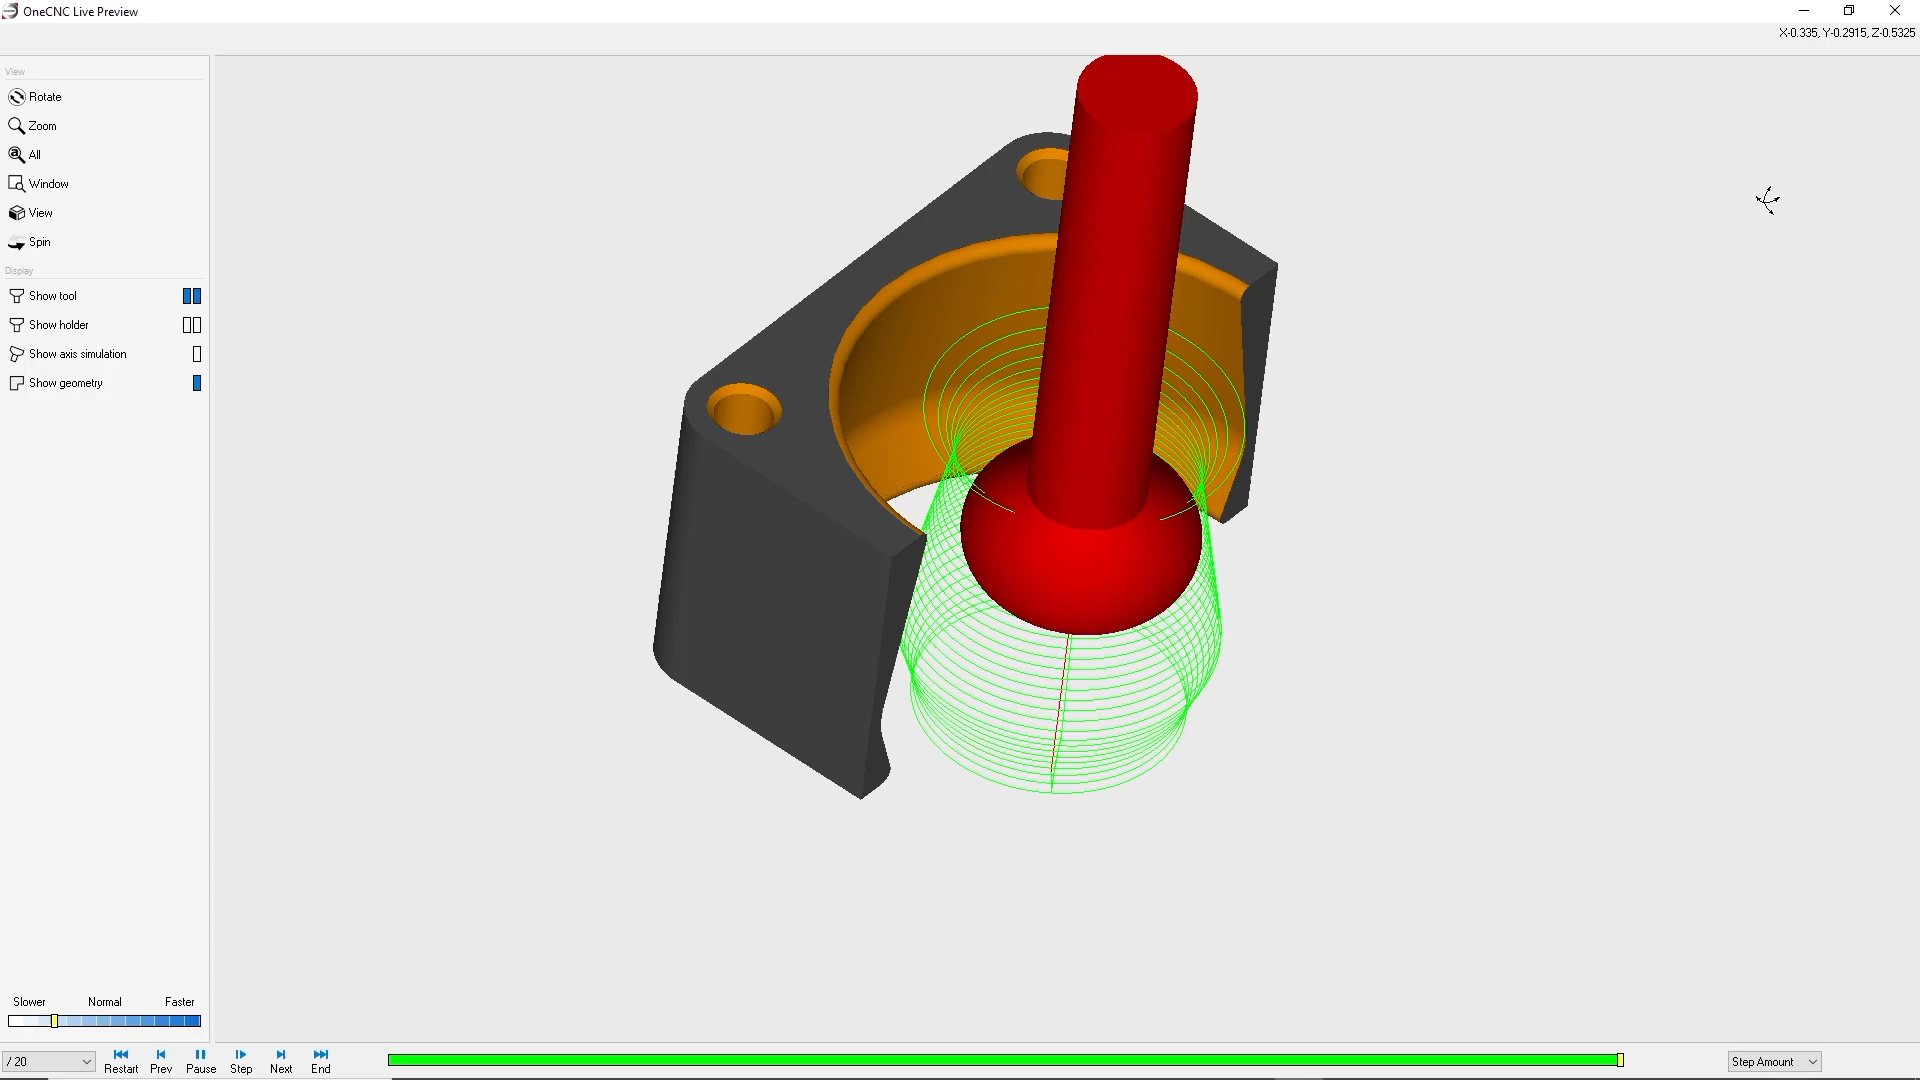 OneCNC Live Preview
X-0.335, Y-0.2915, Z-0.5325
View
Rotate
Zoom
All
Window
View
Spin
Display
Show tool
Show holder
Show axis simulation
Show geometry
Slower Normal Faster
/ 20
Restart Prev Pause Step Next End
Step Amount